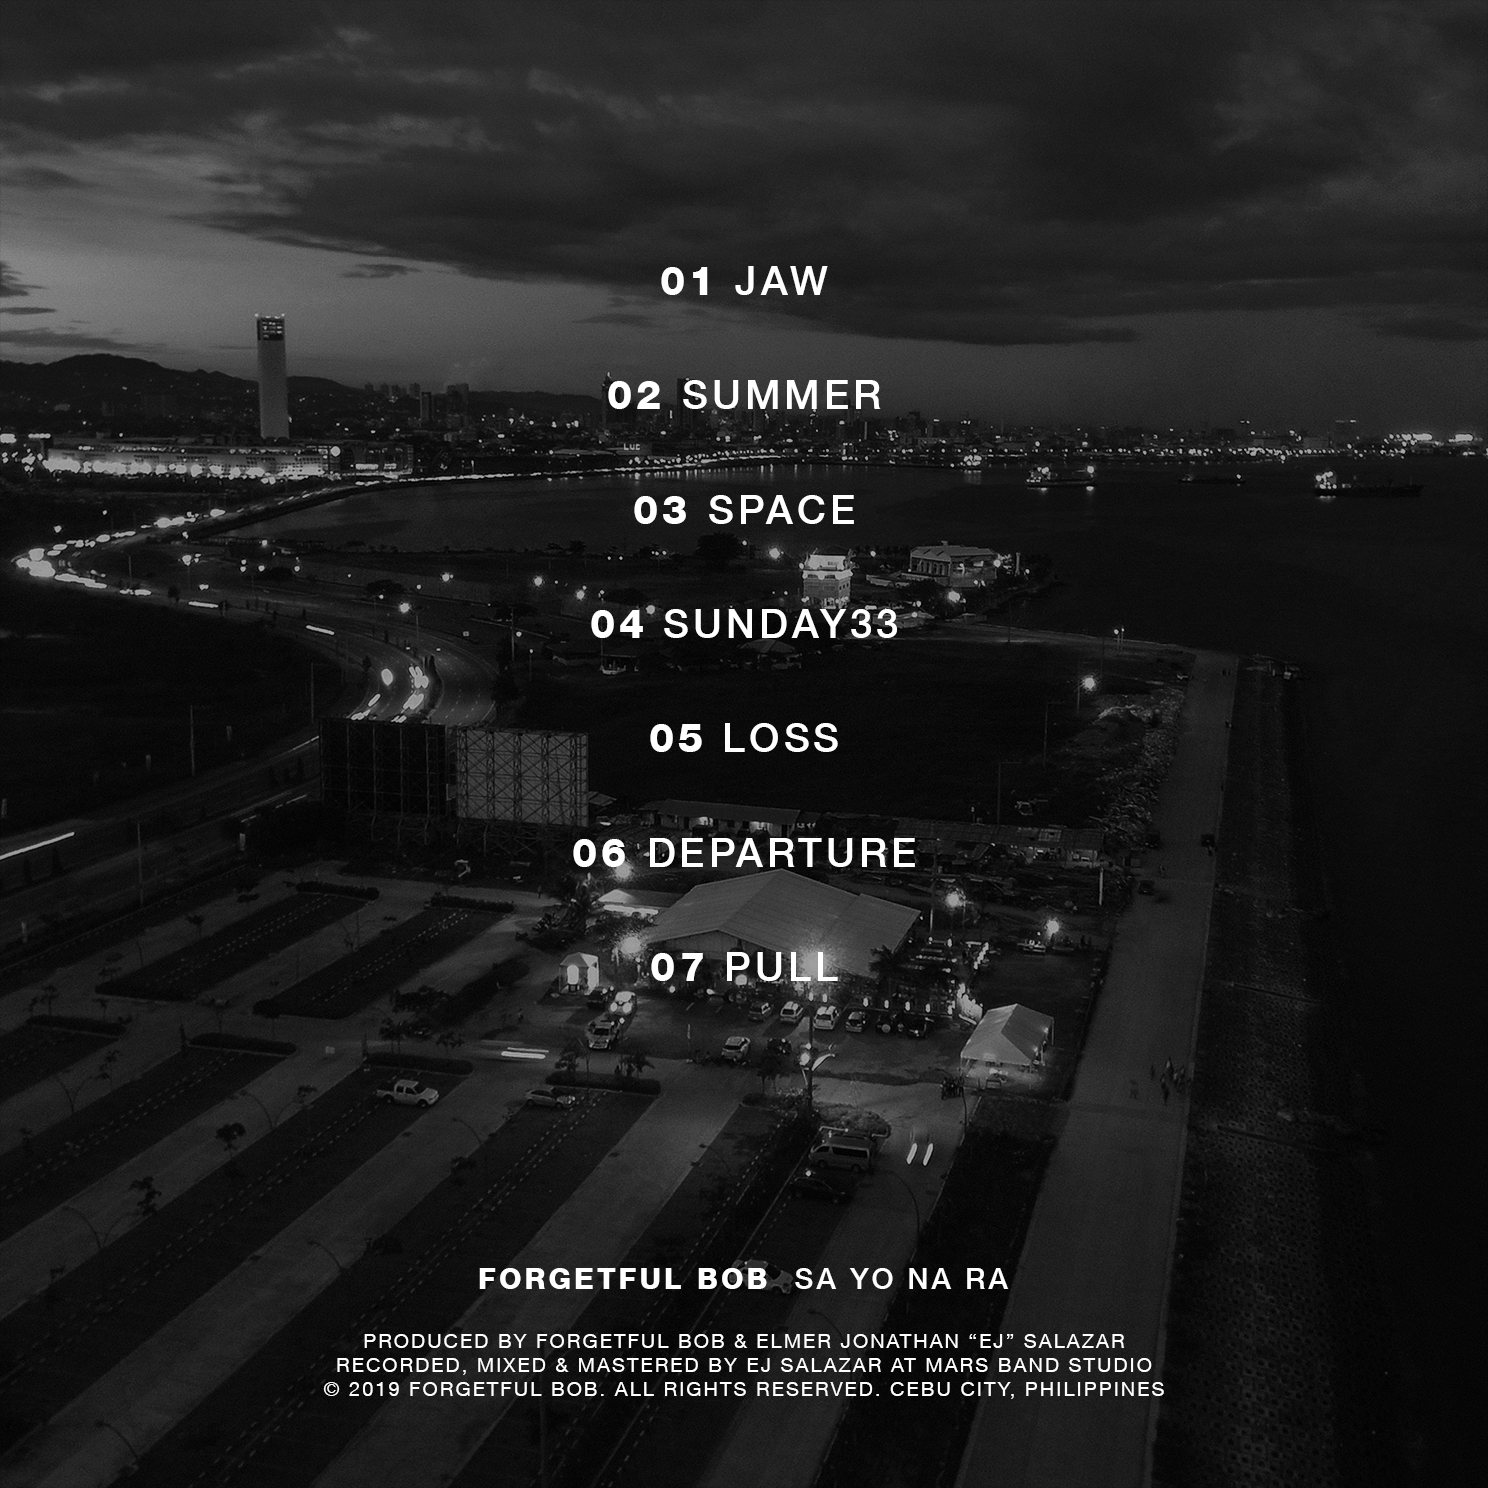 01 JAW
02 SUMMER
03 SPACE
04 SUNDAY33
05 LOSS
06 DEPARTURE
07 PULL
FORGETFUL BOB SA YO NA RA
PRODUCED BY FORGETFUL BOB & ELMER JONATHAN “EJ” SALAZAR
RECORDED, MIXED & MASTERED BY EJ SALAZAR AT MARS BAND STUDIO
© 2019 FORGETFUL BOB. ALL RIGHTS RESERVED. CEBU CITY, PHILIPPINES